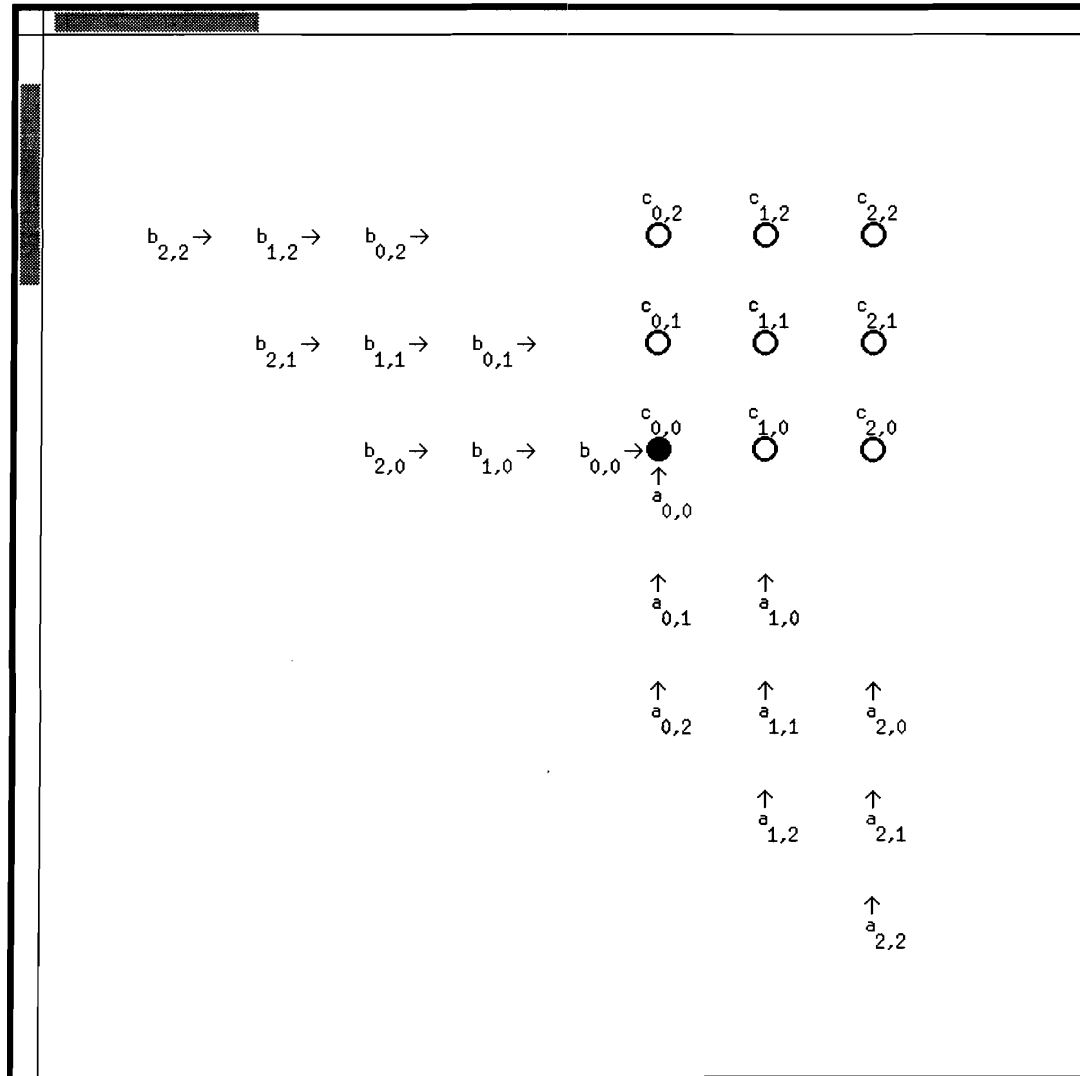 c0,2 c1,2 c2,2
b2,2→ b1,2→ b0,2→
c0,1 c1,1 c2,1
b2,1→ b1,1→ b0,1→
c0,0 c1,0 c2,0
b2,0→ b1,0→ b0,0→
↑ a0,0
↑ a0,1 ↑ a1,0
↑ a0,2 ↑ a1,1 ↑ a2,0
↑ a1,2 ↑ a2,1
↑ a2,2